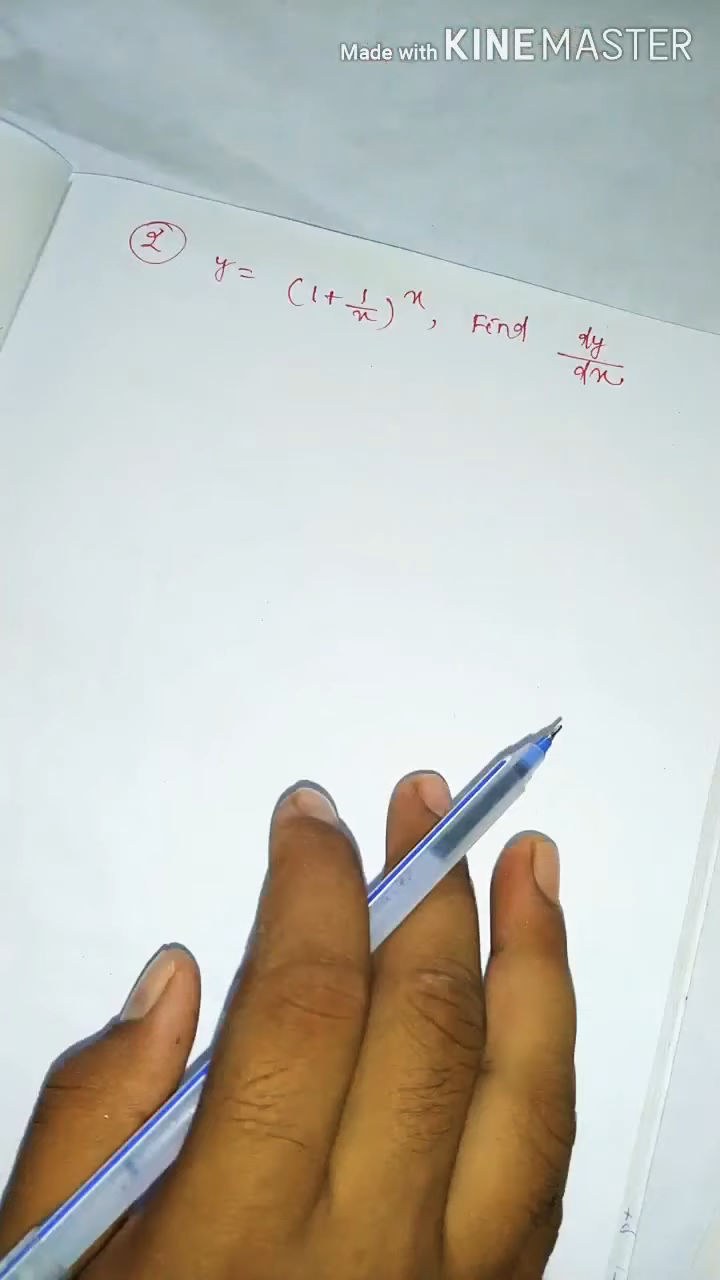 Made with KINEMASTER
② y = (1 + 1/x)^x, Find dy/dx